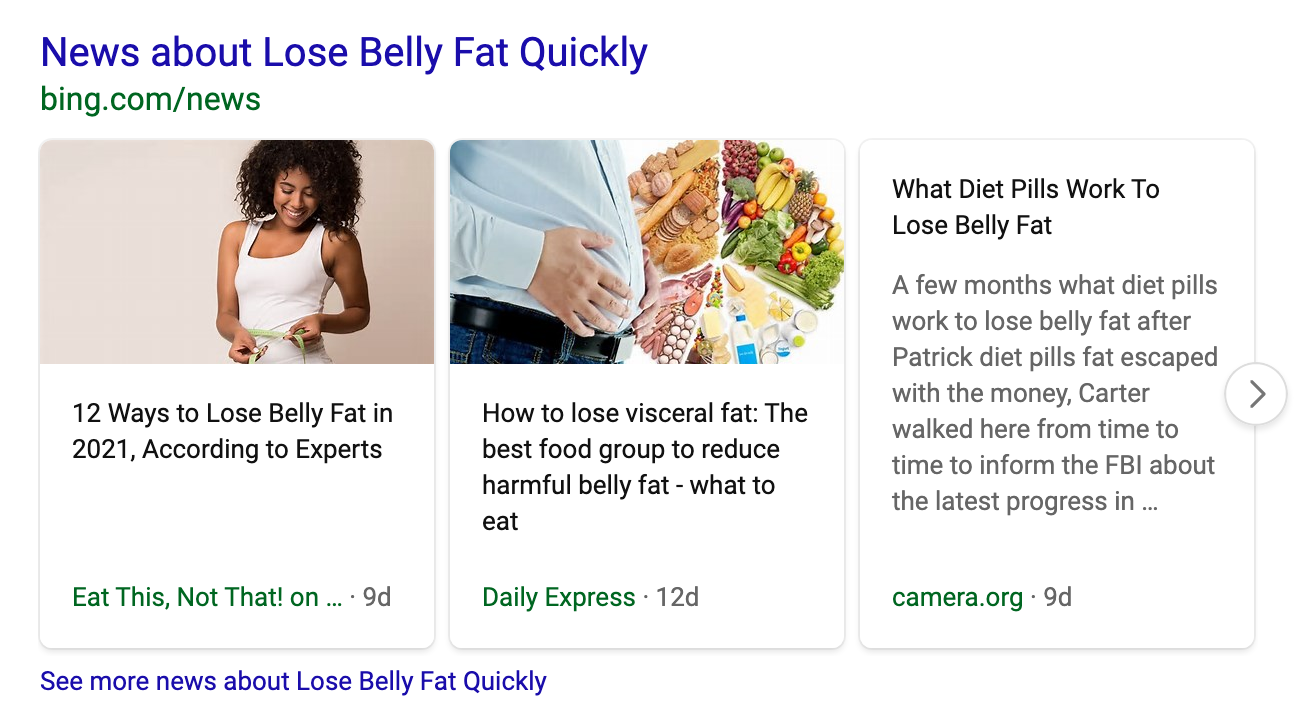 News about Lose Belly Fat Quickly
bing.com/news
12 Ways to Lose Belly Fat in
2021, According to Experts
Eat This, Not That! on ... · 9d
How to lose visceral fat: The
best food group to reduce
harmful belly fat - what to
eat
Daily Express · 12d
What Diet Pills Work To
Lose Belly Fat
A few months what diet pills
work to lose belly fat after
Patrick diet pills fat escaped
with the money, Carter
walked here from time to
time to inform the FBI about
the latest progress in ...
camera.org · 9d
See more news about Lose Belly Fat Quickly